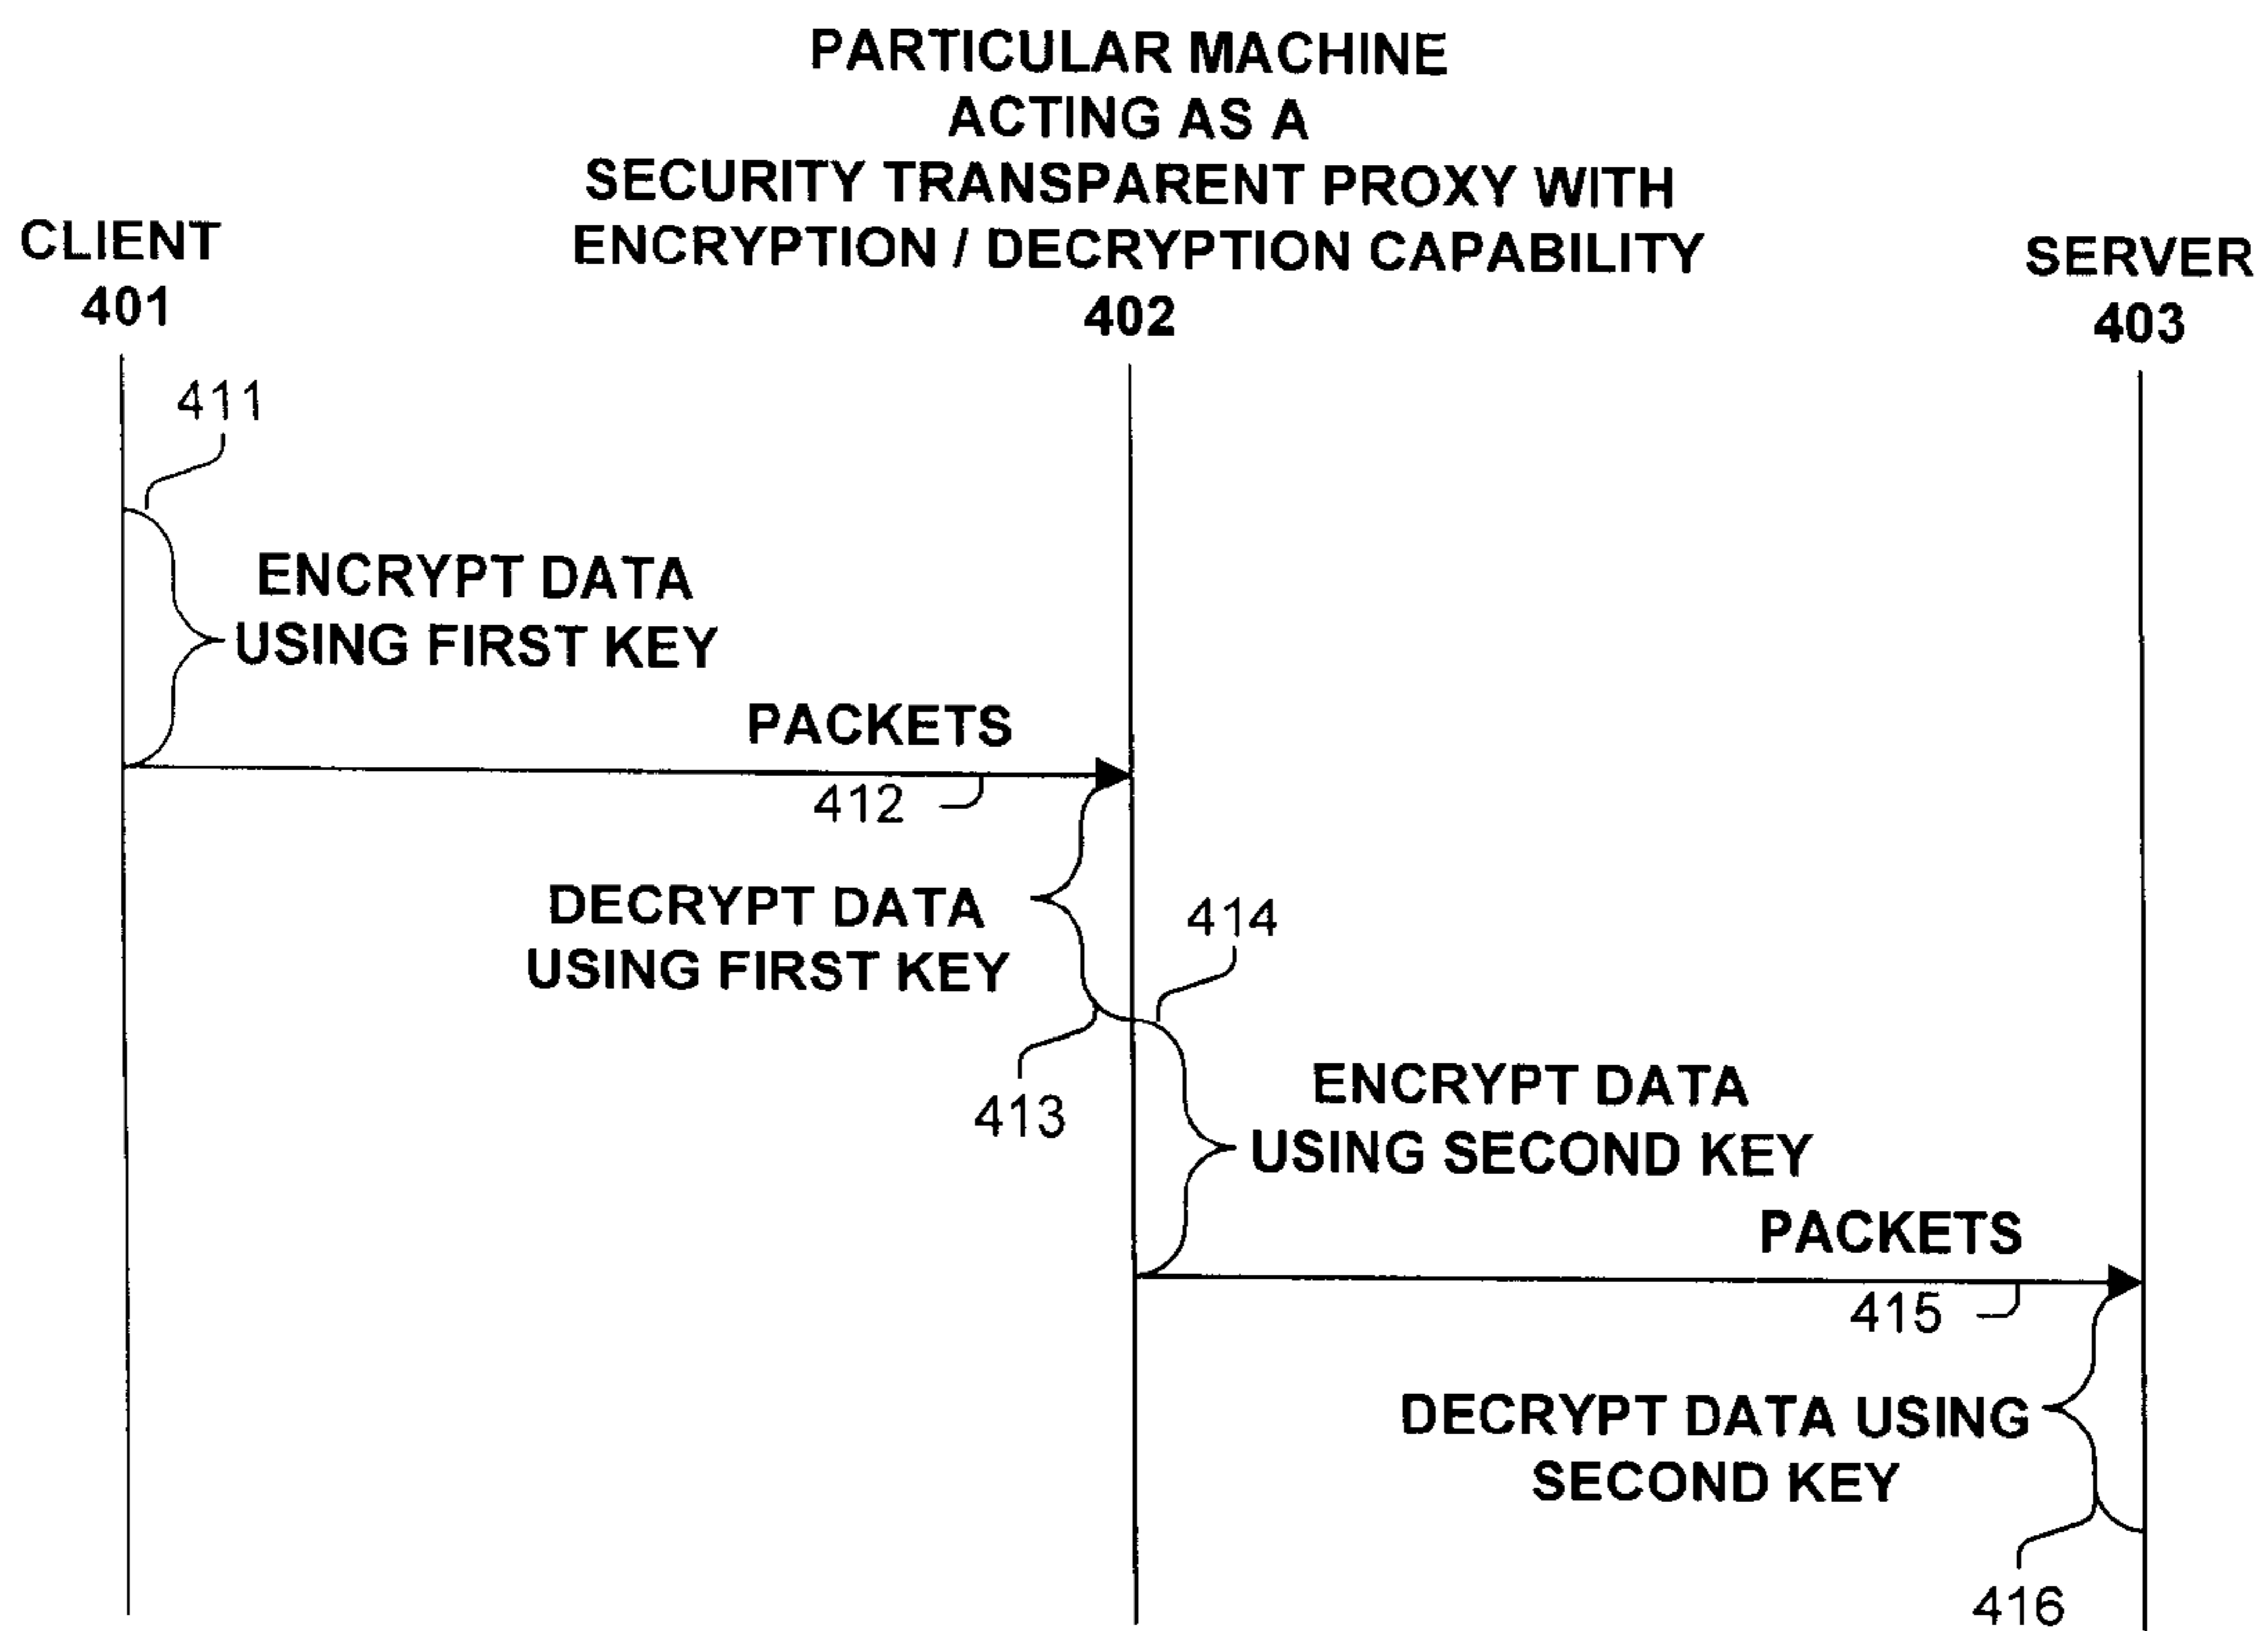 PARTICULAR MACHINE
ACTING AS A
SECURITY TRANSPARENT PROXY WITH
ENCRYPTION / DECRYPTION CAPABILITY
402
CLIENT
401
SERVER
403
411
ENCRYPT DATA
USING FIRST KEY
PACKETS
412
DECRYPT DATA
USING FIRST KEY
413
414
ENCRYPT DATA
USING SECOND KEY
PACKETS
415
DECRYPT DATA USING
SECOND KEY
416